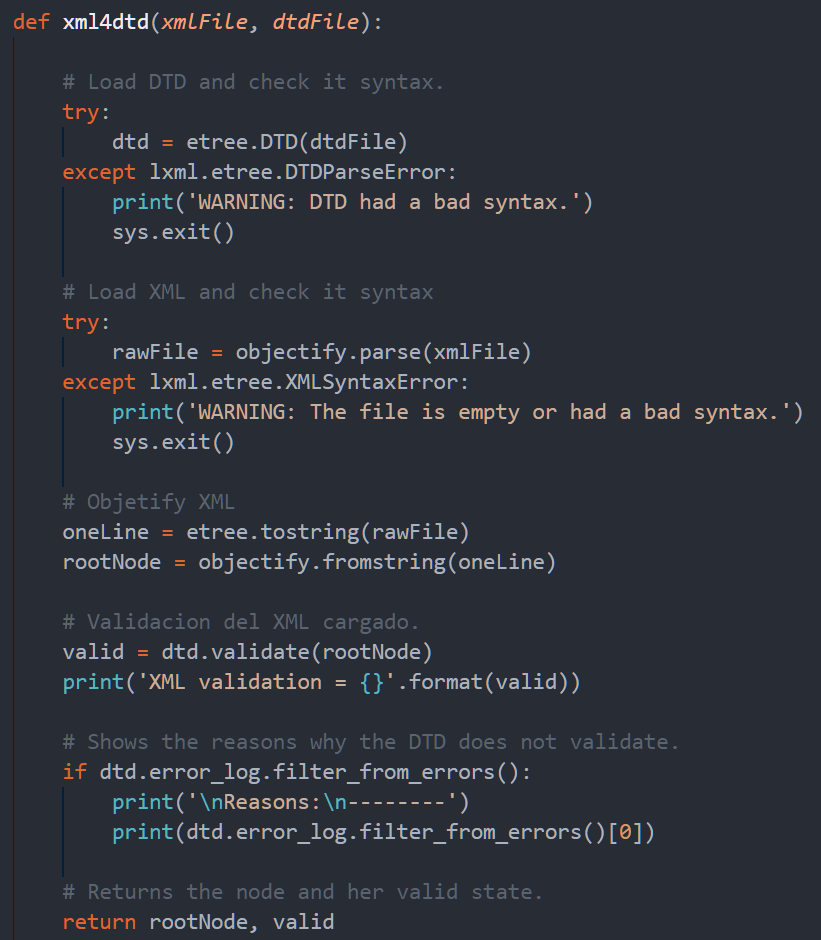 def xml4dtd(xmlFile, dtdFile):
# Load DTD and check it syntax.
try:
dtd = etree.DTD(dtdFile)
except lxml.etree.DTDParseError:
print('WARNING: DTD had a bad syntax.')
sys.exit()
# Load XML and check it syntax
try:
rawFile = objectify.parse(xmlFile)
except lxml.etree.XMLSyntaxError:
print('WARNING: The file is empty or had a bad syntax.')
sys.exit()
# Objetify XML
oneLine = etree.tostring(rawFile)
rootNode = objectify.fromstring(oneLine)
# Validacion del XML cargado.
valid = dtd.validate(rootNode)
print('XML validation = {}'.format(valid))
# Shows the reasons why the DTD does not validate.
if dtd.error_log.filter_from_errors():
print('\nReasons:\n--------')
print(dtd.error_log.filter_from_errors()[0])
# Returns the node and her valid state.
return rootNode, valid